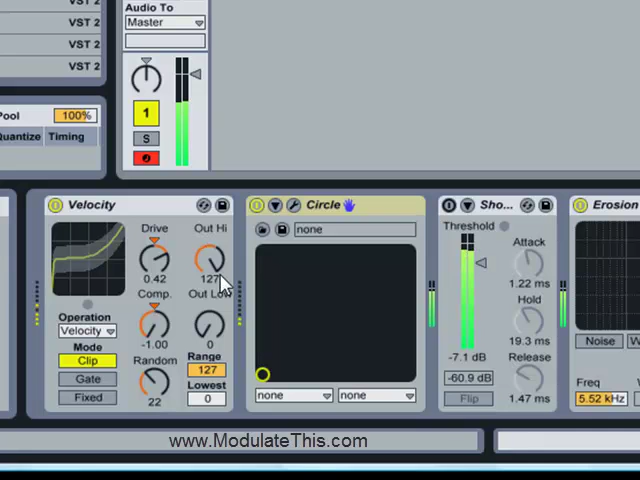 VST 2
VST 2
VST 2
VST 2
Audio To
Master
Pool 100%
Quantize Timing
1
S
Velocity
Drive
Out Hi
0.42
127
Comp.
Out Low
-1.00
0
Operation
Velocity
Mode
Clip
Gate
Fixed
Random
22
Range
127
Lowest
0
Circle
none
none
none
Sho...
Threshold
Attack
1.22 ms
Hold
19.3 ms
Release
1.47 ms
-7.1 dB
-60.9 dB
Flip
Erosion
Noise
W
Freq
5.52 kHz
www.ModulateThis.com